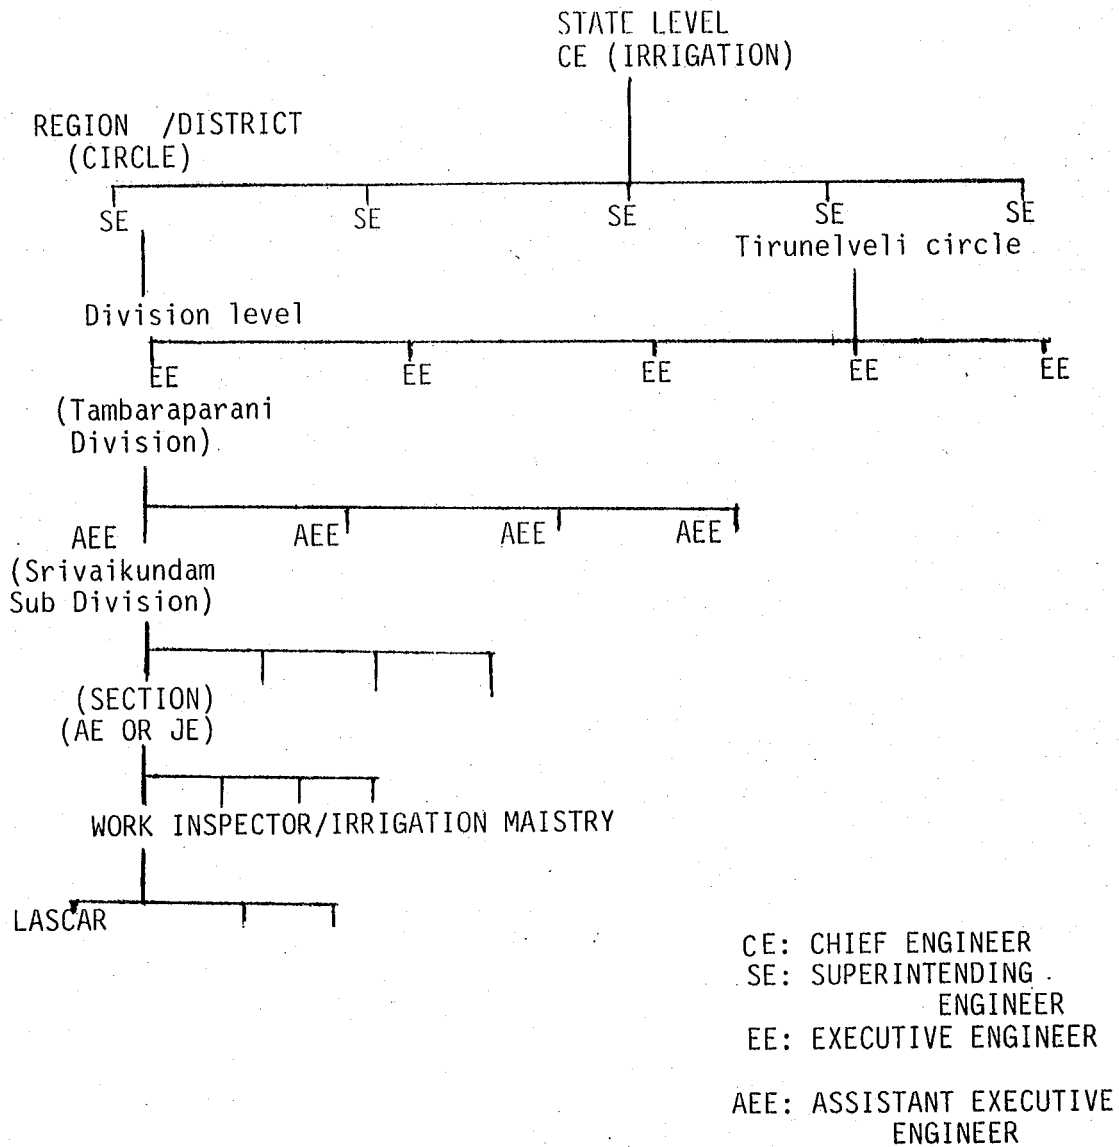 STATE LEVEL
CE (IRRIGATION)
REGION /DISTRICT
(CIRCLE)
SE SE SE SE SE
Tirunelveli circle
Division level
EE EE EE EE EE
(Tambaraparani
Division)
AEE AEE AEE AEE
(Srivaikundam
Sub Division)
(SECTION)
(AE OR JE)
WORK INSPECTOR/IRRIGATION MAISTRY
LASCAR
CE: CHIEF ENGINEER
SE: SUPERINTENDING
ENGINEER
EE: EXECUTIVE ENGINEER
AEE: ASSISTANT EXECUTIVE
ENGINEER